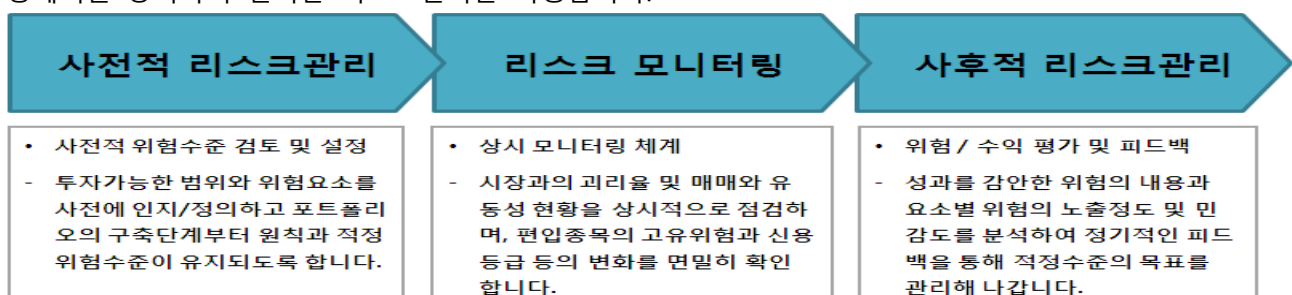 사전적 리스크관리
리스크 모니터링
사후적 리스크관리
• 사전적 위험수준 검토 및 설정
- 투자가능한 범위와 위험요소를
사전에 인지/정의하고 포트폴리
오의 구축단계부터 원칙과 적정
위험수준이 유지되도록 합니다.
• 상시 모니터링 체계
- 시장과의 괴리율 및 매매와 유
동성 현황을 상시적으로 점검하
며, 편입종목의 고유위험과 신용
등급 등의 변화를 면밀히 확인
합니다.
• 위험 / 수익 평가 및 피드백
- 성과를 감안한 위험의 내용과
요소별 위험의 노출정도 및 민
감도를 분석하여 정기적인 피드
백을 통해 적정수준의 목표를
관리해 나갑니다.